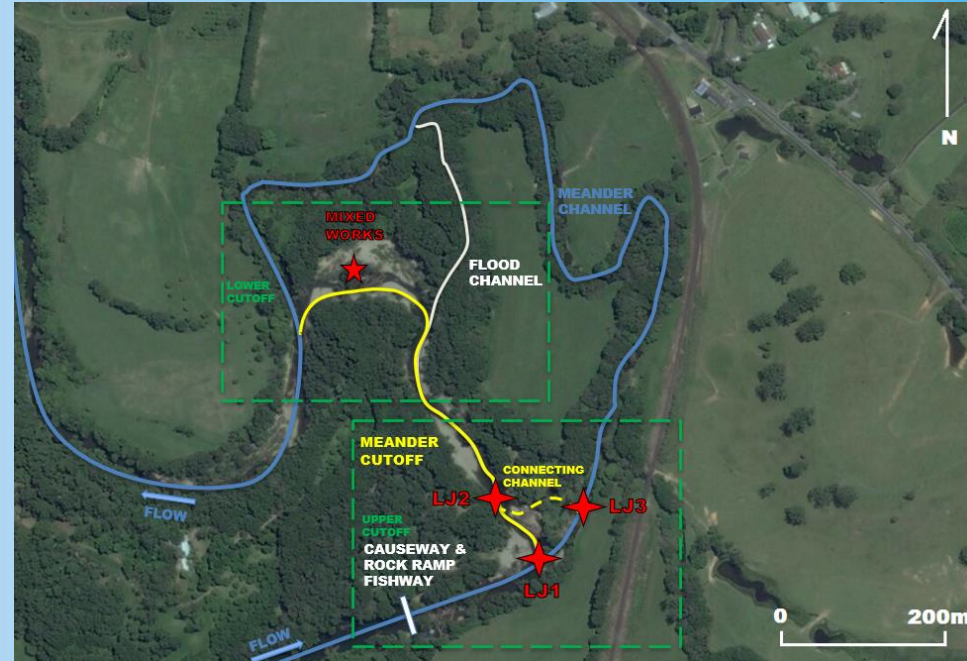 N
MEANDER
CHANNEL
MIXED
WORKS
FLOOD
CHANNEL
LOWER
CUTOFF
MEANDER
CUTOFF
CONNECTING
CHANNEL
LJ2
LJ3
FLOW
UPPER
CUTOFF
CAUSEWAY &
ROCK RAMP
FISHWAY
LJ1
0 200m
FLOW